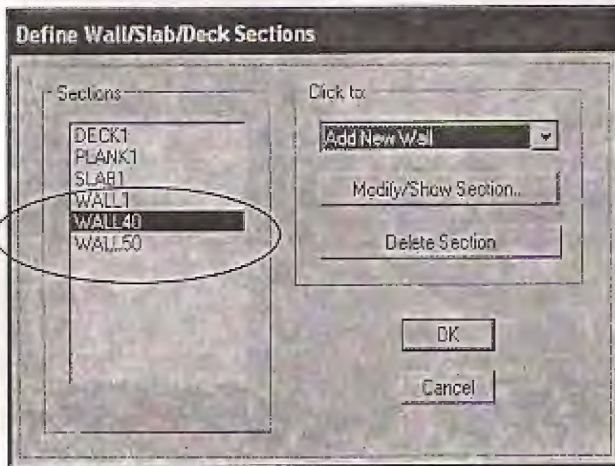 Define Wall/Slab/Deck Sections
Sections
DECK1
PLANK1
SLAB1
WALL1
WALL40
WALL50
Click to:
Add New Wall
Modify/Show Section...
Delete Section
OK
Cancel